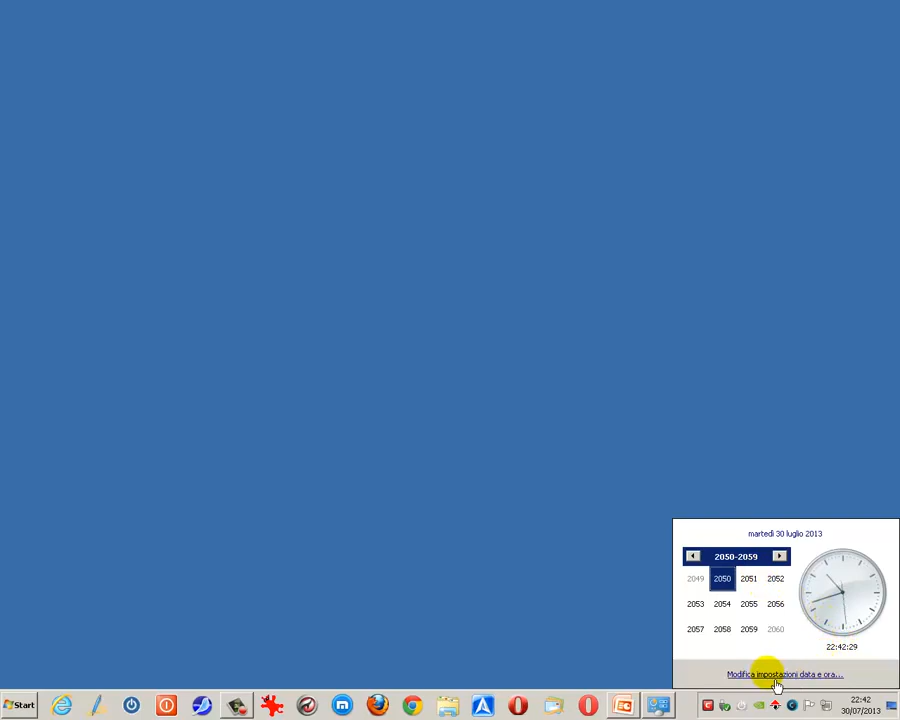 martedì 30 luglio 2013
2050-2059
2049 2050 2051 2052
2053 2054 2055 2056
2057 2058 2059 2060
22:42:29
Modifica impostazioni data e ora...
Start
22:42
30/07/2013